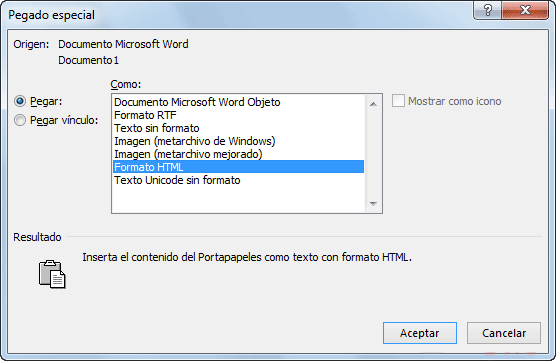 Pegado especial
Origen: Documento Microsoft Word
Documento1
Como:
Pegar:
Pegar vínculo:
Documento Microsoft Word Objeto
Formato RTF
Texto sin formato
Imagen (metarchivo de Windows)
Imagen (metarchivo mejorado)
Formato HTML
Texto Unicode sin formato
Mostrar como icono
Resultado
Inserta el contenido del Portapapeles como texto con formato HTML.
Aceptar
Cancelar